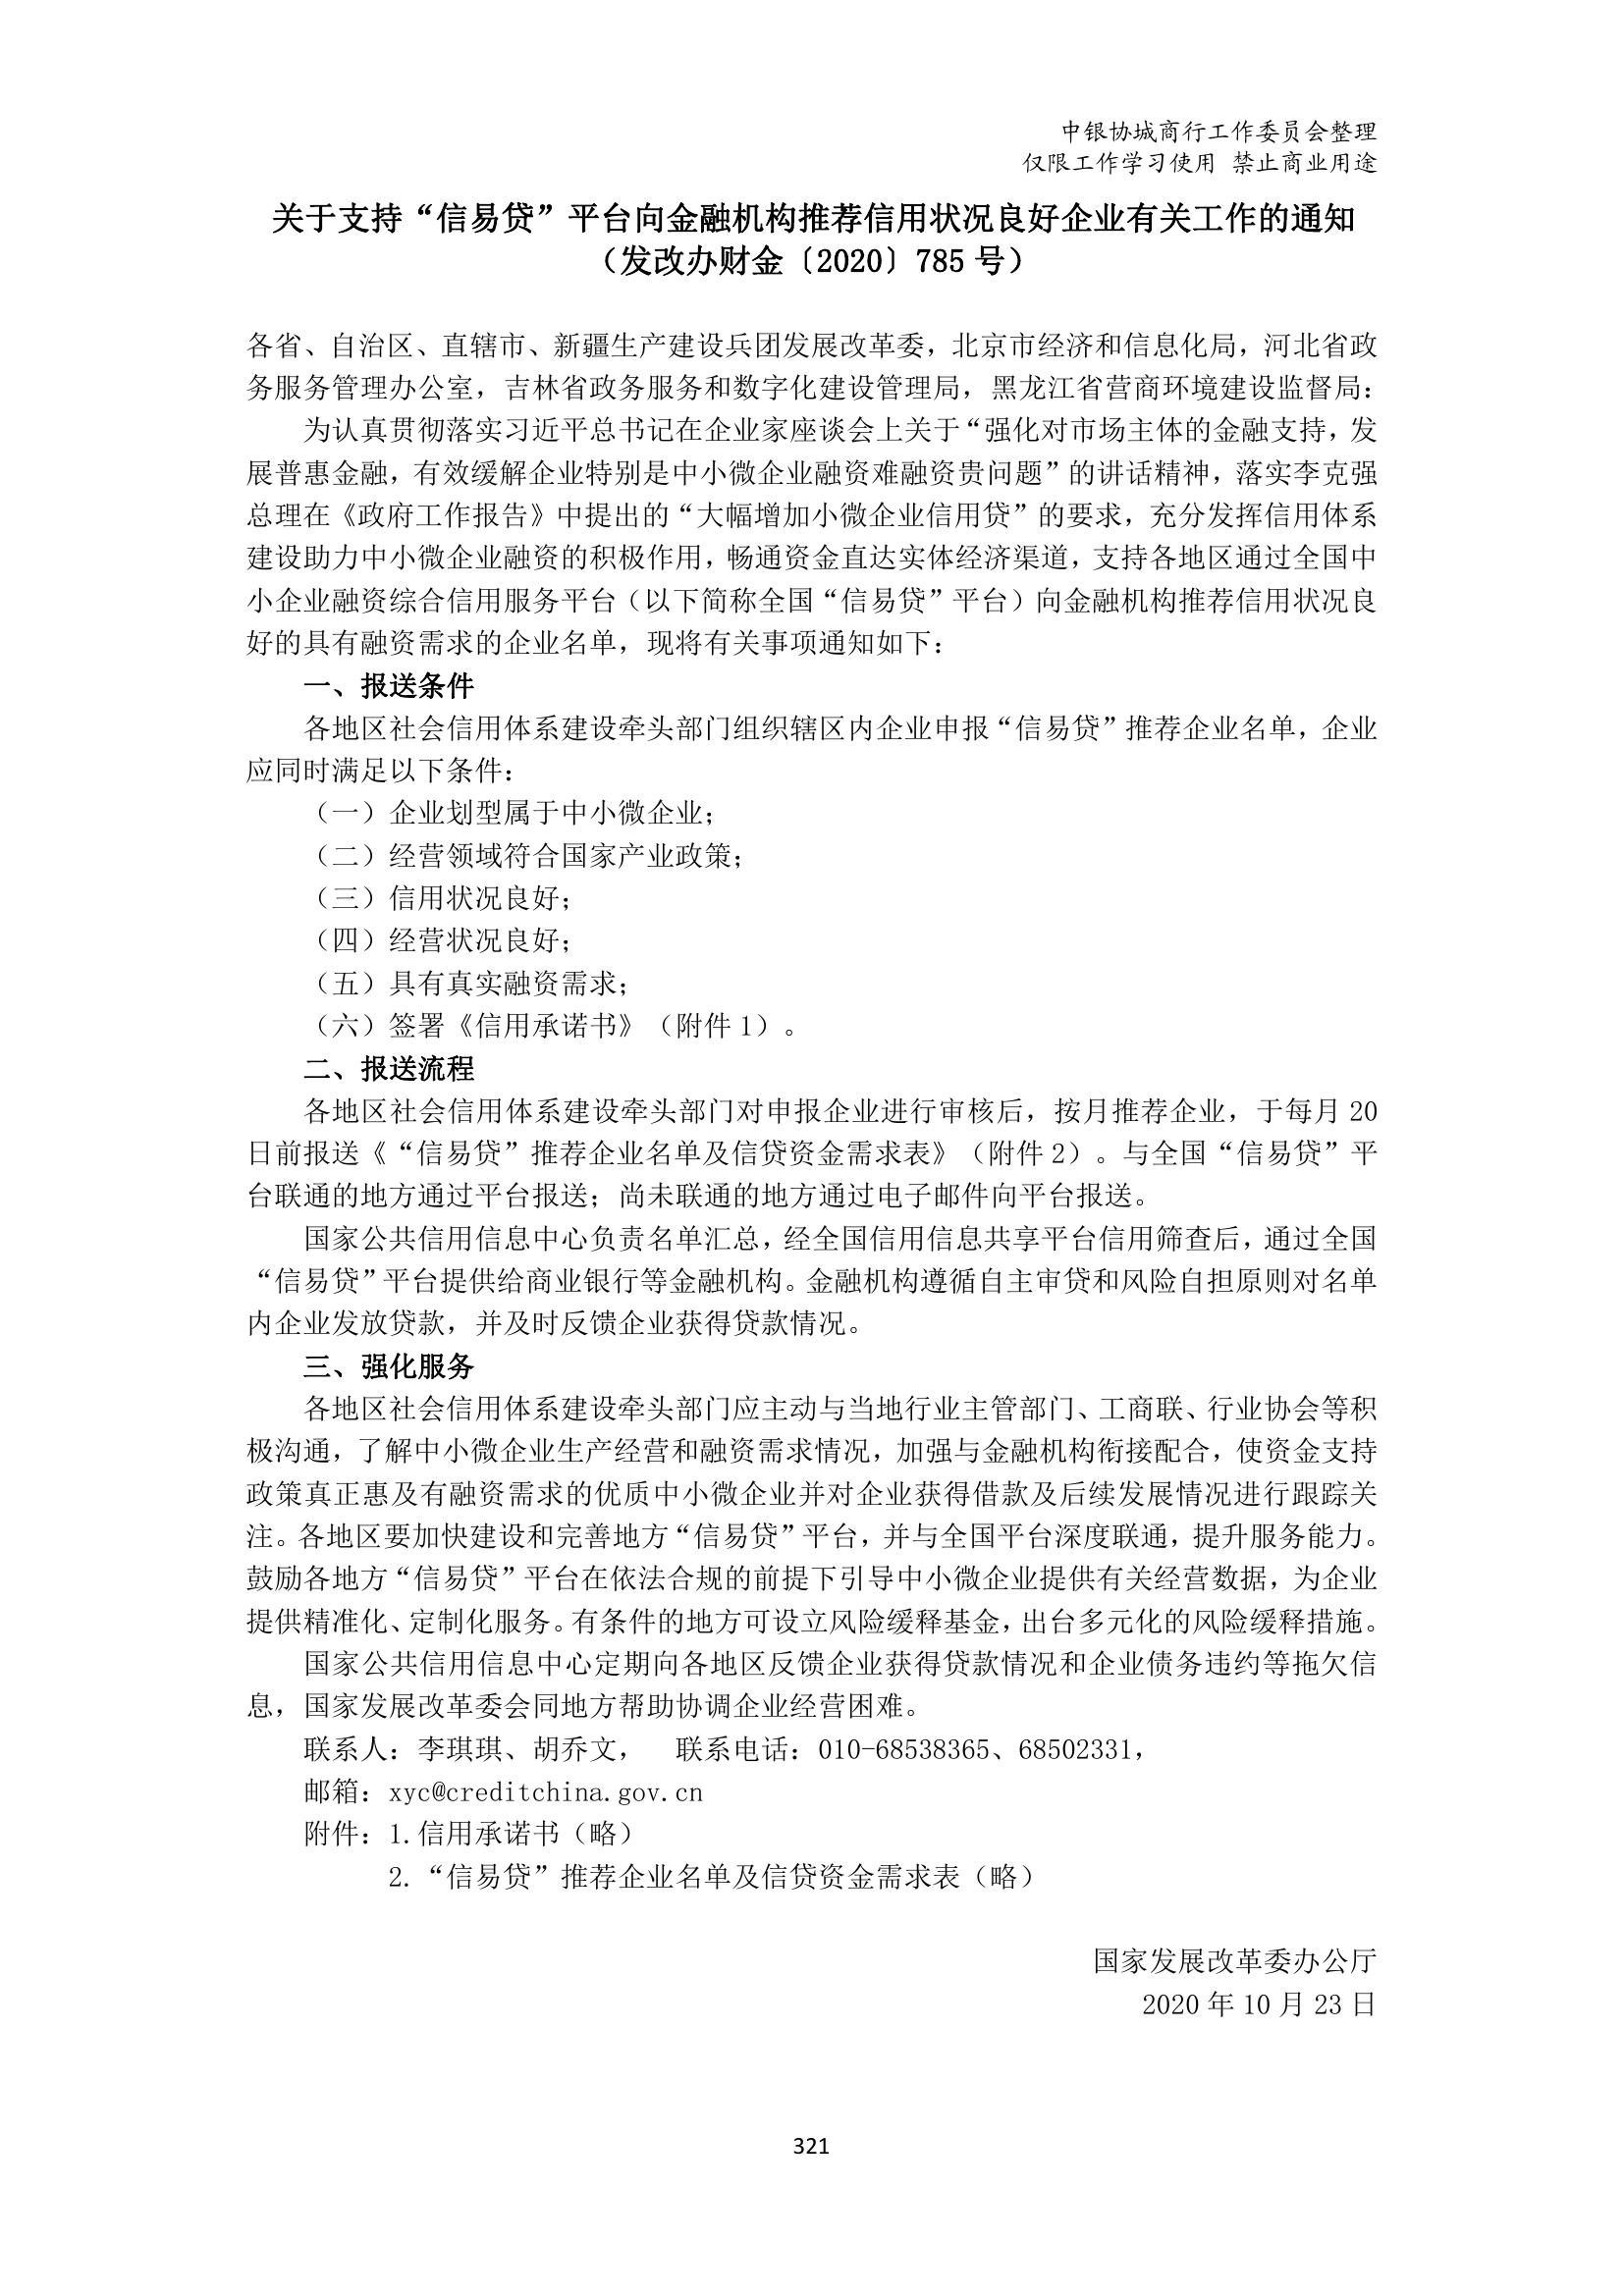 中银协城商行工作委员会整理
仅限工作学习使用 禁止商业用途
关于支持“信易贷”平台向金融机构推荐信用状况良好企业有关工作的通知
（发改办财金〔2020〕785 号）
各省、自治区、直辖市、新疆生产建设兵团发展改革委，北京市经济和信息化局，河北省政
务服务管理办公室，吉林省政务服务和数字化建设管理局，黑龙江省营商环境建设监督局：
为认真贯彻落实习近平总书记在企业家座谈会上关于“强化对市场主体的金融支持，发
展普惠金融，有效缓解企业特别是中小微企业融资难融资贵问题”的讲话精神，落实李克强
总理在《政府工作报告》中提出的“大幅增加小微企业信用贷”的要求，充分发挥信用体系
建设助力中小微企业融资的积极作用，畅通资金直达实体经济渠道，支持各地区通过全国中
小企业融资综合信用服务平台（以下简称全国“信易贷”平台）向金融机构推荐信用状况良
好的具有融资需求的企业名单，现将有关事项通知如下：
一、报送条件
各地区社会信用体系建设牵头部门组织辖区内企业申报“信易贷”推荐企业名单，企业
应同时满足以下条件：
（一）企业划型属于中小微企业；
（二）经营领域符合国家产业政策；
（三）信用状况良好；
（四）经营状况良好；
（五）具有真实融资需求；
（六）签署《信用承诺书》（附件 1）。
二、报送流程
各地区社会信用体系建设牵头部门对申报企业进行审核后，按月推荐企业，于每月 20
日前报送《“信易贷”推荐企业名单及信贷资金需求表》（附件 2）。与全国“信易贷”平
台联通的地方通过平台报送；尚未联通的地方通过电子邮件向平台报送。
国家公共信用信息中心负责名单汇总，经全国信用信息共享平台信用筛查后，通过全国
“信易贷”平台提供给商业银行等金融机构。金融机构遵循自主审贷和风险自担原则对名单
内企业发放贷款，并及时反馈企业获得贷款情况。
三、强化服务
各地区社会信用体系建设牵头部门应主动与当地行业主管部门、工商联、行业协会等积
极沟通，了解中小微企业生产经营和融资需求情况，加强与金融机构衔接配合，使资金支持
政策真正惠及有融资需求的优质中小微企业并对企业获得借款及后续发展情况进行跟踪关
注。各地区要加快建设和完善地方“信易贷”平台，并与全国平台深度联通，提升服务能力。
鼓励各地方“信易贷”平台在依法合规的前提下引导中小微企业提供有关经营数据，为企业
提供精准化、定制化服务。有条件的地方可设立风险缓释基金，出台多元化的风险缓释措施。
国家公共信用信息中心定期向各地区反馈企业获得贷款情况和企业债务违约等拖欠信
息，国家发展改革委会同地方帮助协调企业经营困难。
联系人：李琪琪、胡乔文， 联系电话：010-68538365、68502331，
邮箱：xyc@creditchina.gov.cn
附件：1.信用承诺书（略）
2.“信易贷”推荐企业名单及信贷资金需求表（略）
国家发展改革委办公厅
2020 年 10 月 23 日
321